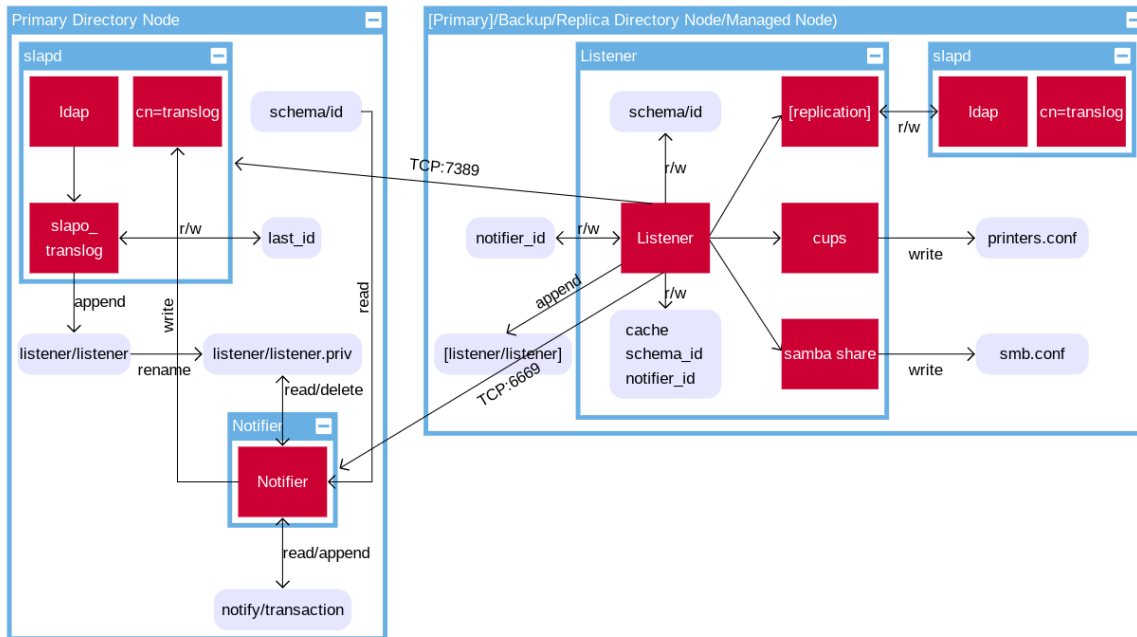 Primary Directory Node
slapd
ldap
cn=translog
schema/id
slapo_
translog
r/w
last_id
append
write
read
listener/listener
rename
listener/listener.priv
read/delete
Notifier
Notifier
read/append
notify/transaction
TCP:7389
TCP:6669
[Primary]/Backup/Replica Directory Node/Managed Node)
Listener
schema/id
r/w
notifier_id
r/w
Listener
append
r/w
[listener/listener]
cache
schema_id
notifier_id
[replication]
r/w
cups
write
printers.conf
samba share
write
smb.conf
slapd
ldap
cn=translog